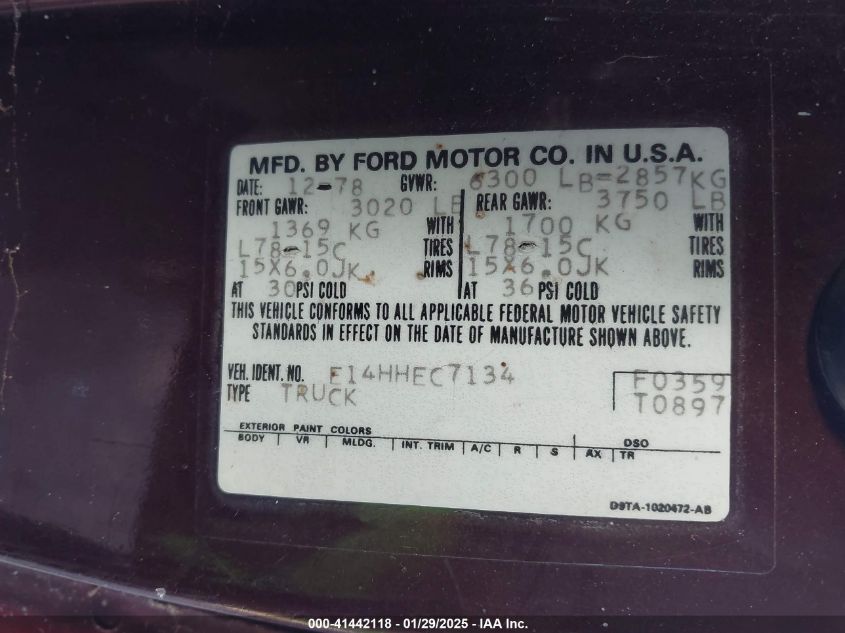 MFD. BY FORD MOTOR CO. IN U.S.A.
DATE: 12-78 GVWR: 6300 LB=2857KG
FRONT GAWR: 3020 LB REAR GAWR: 3750 LB
1369 KG WITH 1700 KG WITH
L78-15C TIRES L78-15C TIRES
15X6.0JK RIMS 15X6.0JK RIMS
AT 30 PSI COLD AT 36 PSI COLD
THIS VEHICLE CONFORMS TO ALL APPLICABLE FEDERAL MOTOR VEHICLE SAFETY
STANDARDS IN EFFECT ON THE DATE OF MANUFACTURE SHOWN ABOVE.
VEH. IDENT. NO. E14HHEC7134 F0359
TYPE TRUCK T0897
EXTERIOR PAINT COLORS DSO
BODY VR MLDG. INT. TRIM A/C R S AX TR
D9TA-1020472-AB
000-41442118 - 01/29/2025 - IAA Inc.